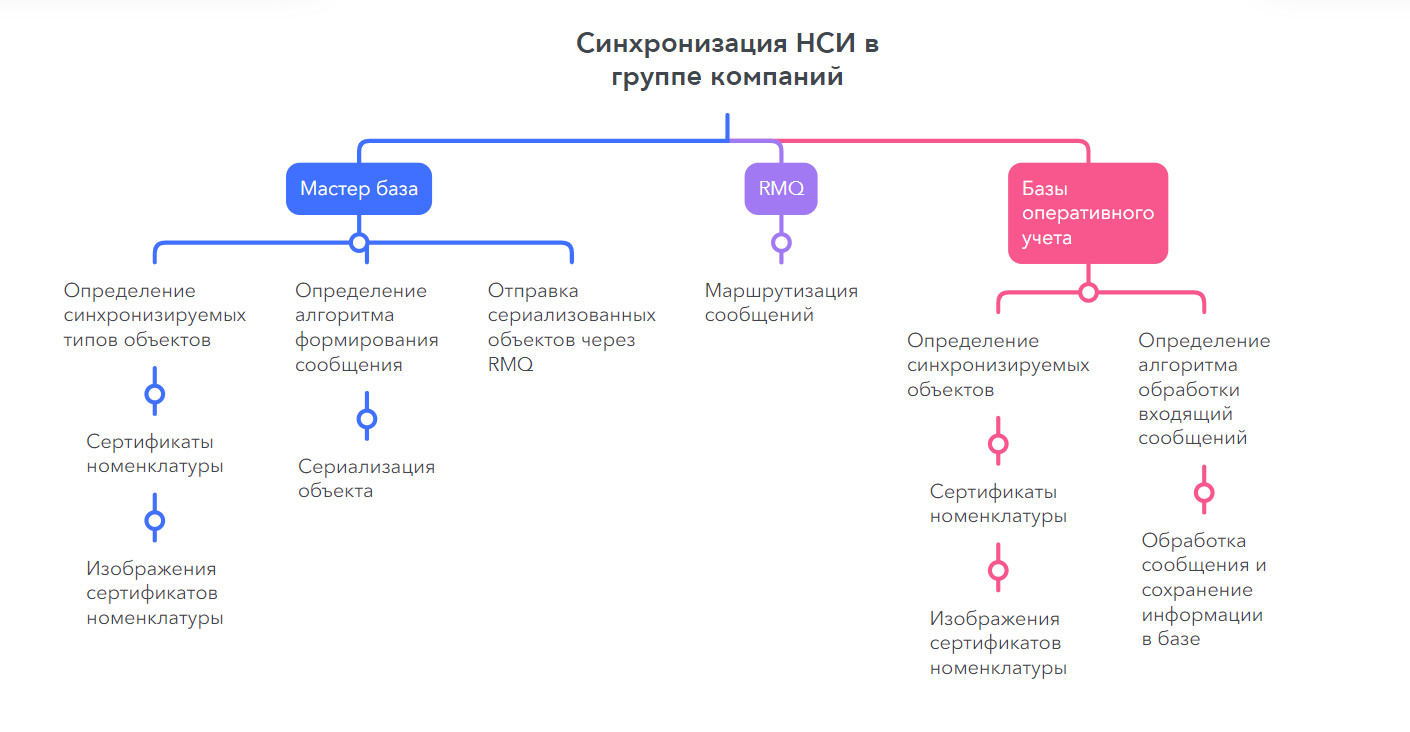 Синхронизация НСИ в
группе компаний
Мастер база
Определение
синхронизируемых
типов объектов
Сертификаты
номенклатуры
Изображения
сертификатов
номенклатуры
Определение
алгоритма
формирования
сообщения
Сериализация
объекта
Отправка
сериализованных
объектов через
RMQ
RMQ
Маршрутизация
сообщений
Базы
оперативного
учета
Определение
синхронизируемых
объектов
Сертификаты
номенклатуры
Изображения
сертификатов
номенклатуры
Определение
алгоритма
обработки
входящий
сообщений
Обработка
сообщения и
сохранение
информации
в базе